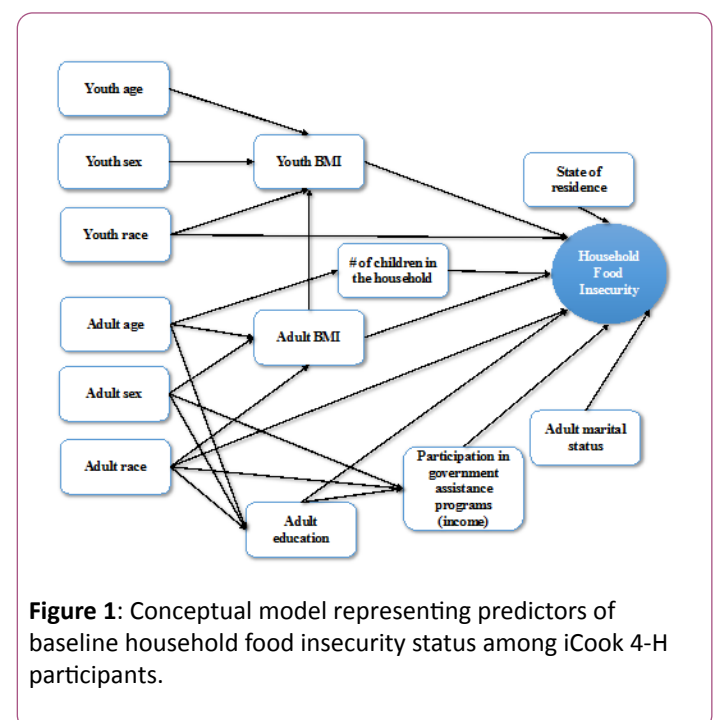 Youth age
Youth sex
Youth BMI
State of
residence
Youth race
# of children in
the household
Household
Food
Insecurity
Adult age
Adult BMI
Adult sex
Adult race
Adult marital
status
Participation in
government
assistance
programs
(income)
Adult
education
Figure 1: Conceptual model representing predictors of
baseline household food insecurity status among iCook 4-H
participants.